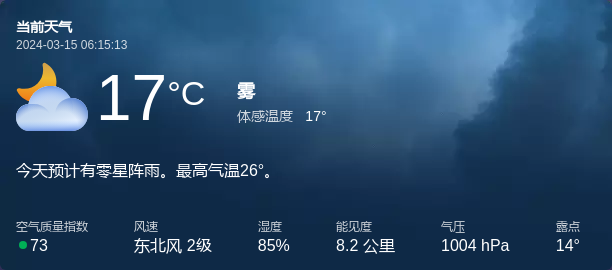 当前天气
2024-03-15 06:15:13
17°C
雾
体感温度 17°
今天预计有零星阵雨。最高气温26°。
空气质量指数 风速 湿度 能见度 气压 露点
73 东北风 2级 85% 8.2 公里 1004 hPa 14°